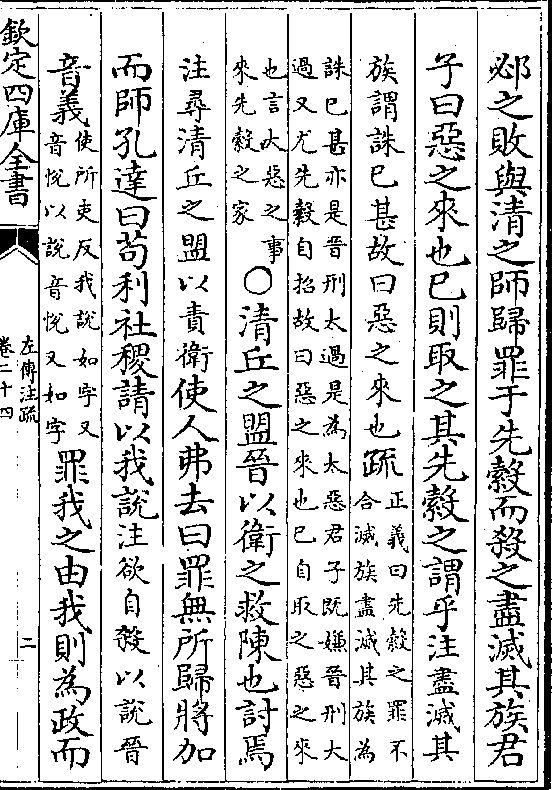 邲之敗與清之師歸罪于先縠而殺之盡滅其族君
子曰惡之來也已則取之其先縠之謂乎注盡滅其
族謂誅已甚故曰惡之來也疏正義曰先縠之罪不
合滅族盡滅其族為
誅已甚亦是晉刑太過是為大惡君子既嫌晉刑大
過又尤先縠自招故曰惡之來也已自取之惡之來
也言大惡之事
來先縠之家
○清丘之盟晉以衛之救陳也討焉
注尋清丘之盟以責衛使人弗去曰罪無所歸將加
而師孔達曰苟利社稷請以我說注欲自殺以說晉
音義使所吏反我說如字又
音悅以說音悅又如字
罪我之由我則為政而
欽定四庫全書
左傳注疏
卷二十四
二